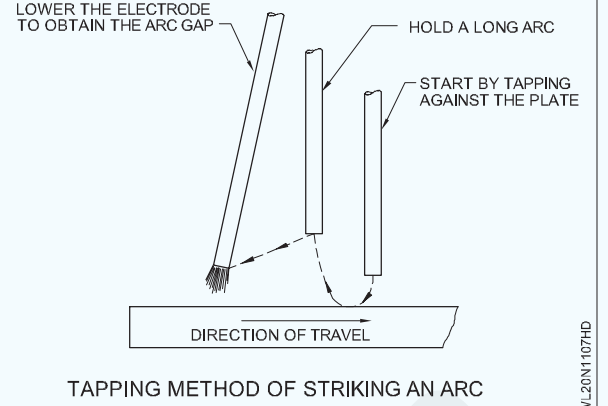 LOWER THE ELECTRODE
TO OBTAIN THE ARC GAP
HOLD A LONG ARC
START BY TAPPING
AGAINST THE PLATE
DIRECTION OF TRAVEL
TAPPING METHOD OF STRIKING AN ARC